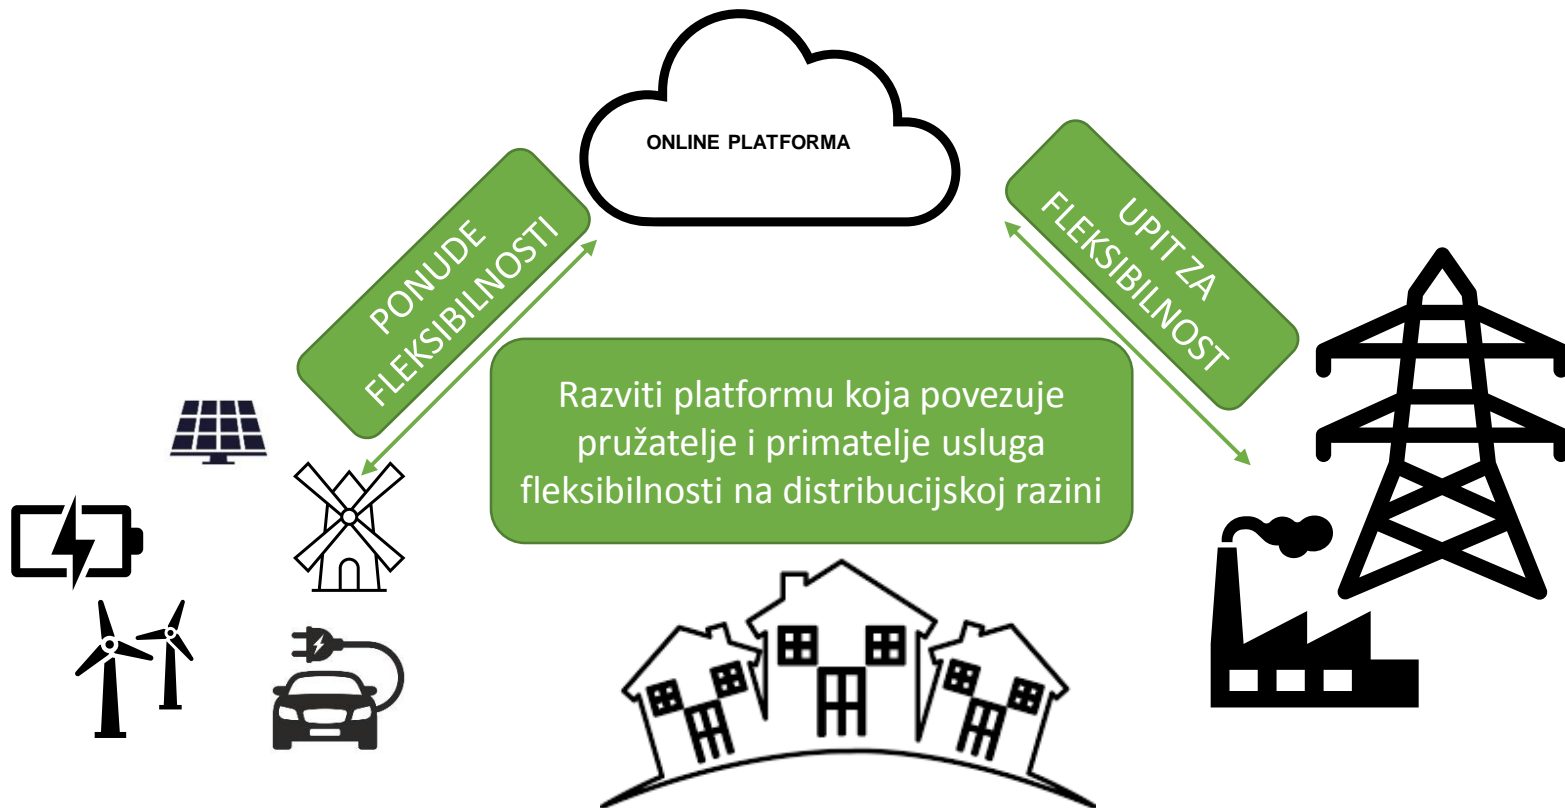 ONLINE PLATFORMA
PONUDE
FLEKSIBILNOSTI
UPIT ZA
FLEKSIBILNOST
Razviti platformu koja povezuje
pružatelje i primatelje usluga
fleksibilnosti na distribucijskoj razini